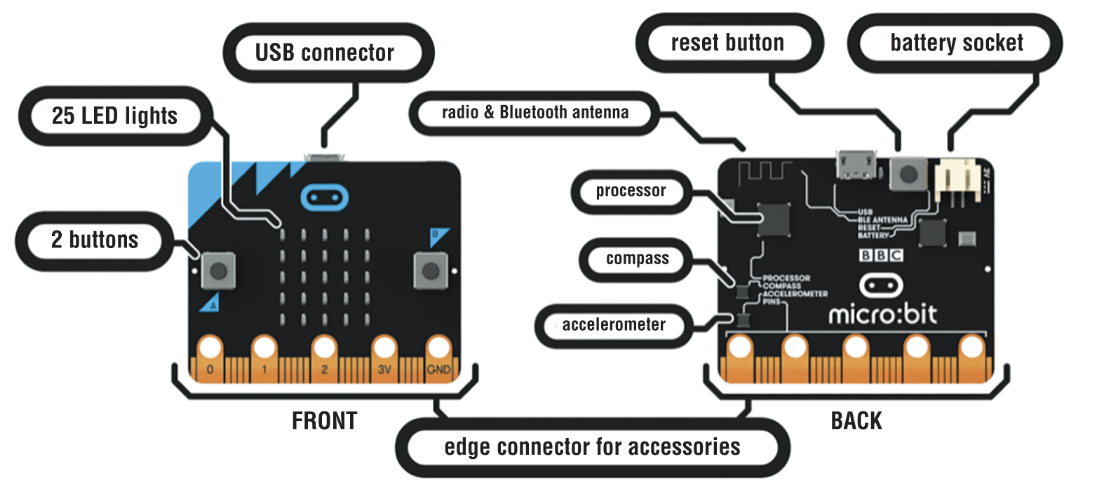 USB connector
25 LED lights
2 buttons
A
B
0
1
2
3V
GND
FRONT
reset button
battery socket
radio & Bluetooth antenna
processor
compass
accelerometer
3V
USB
BLE ANTENNA
RESET
BATTERY
BBC
PROCESSOR
COMPASS
ACCELEROMETER
PINS
micro:bit
BACK
edge connector for accessories